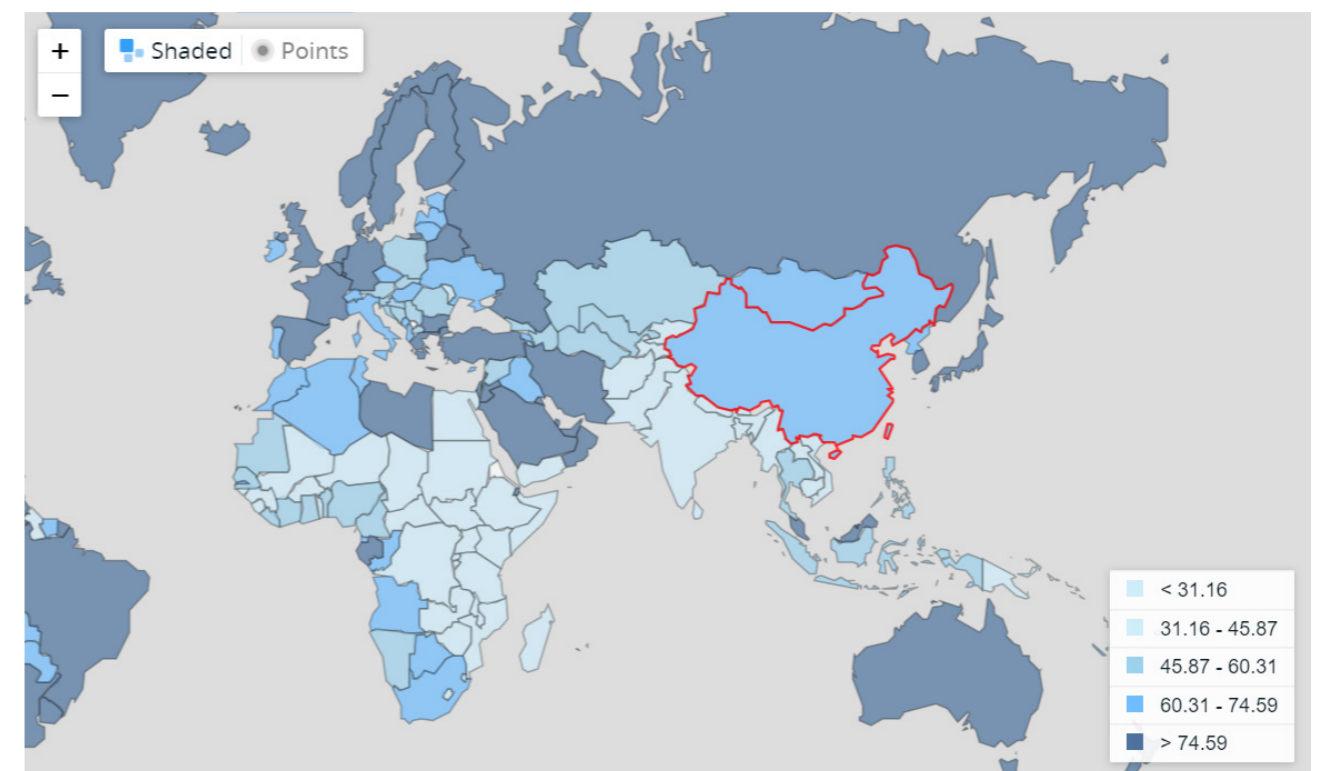 +
Shaded Points
−
< 31.16
31.16 - 45.87
45.87 - 60.31
60.31 - 74.59
> 74.59